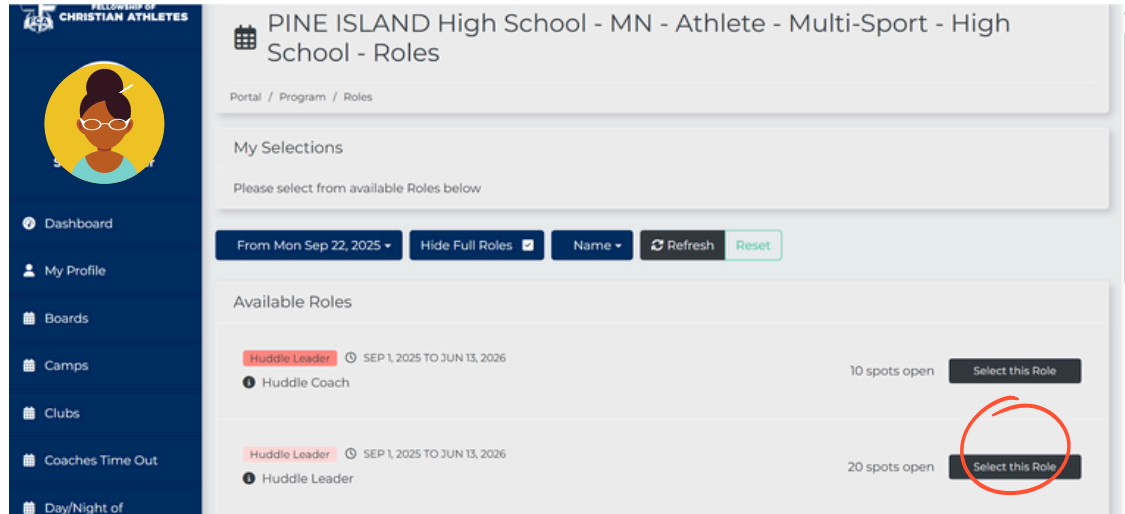 FELLOWSHIP OF
CHRISTIAN ATHLETES
Dashboard
My Profile
Boards
Camps
Clubs
Coaches Time Out
Day/Night of
PINE ISLAND High School - MN - Athlete - Multi-Sport - High
School - Roles
Portal / Program / Roles
My Selections
Please select from available Roles below
From Mon Sep 22, 2025 Hide Full Roles Name Refresh Reset
Available Roles
Huddle Leader SEP 1, 2025 TO JUN 13, 2026
Huddle Coach
10 spots open Select this Role
Huddle Leader SEP 1, 2025 TO JUN 13, 2026
Huddle Leader
20 spots open Select this Role